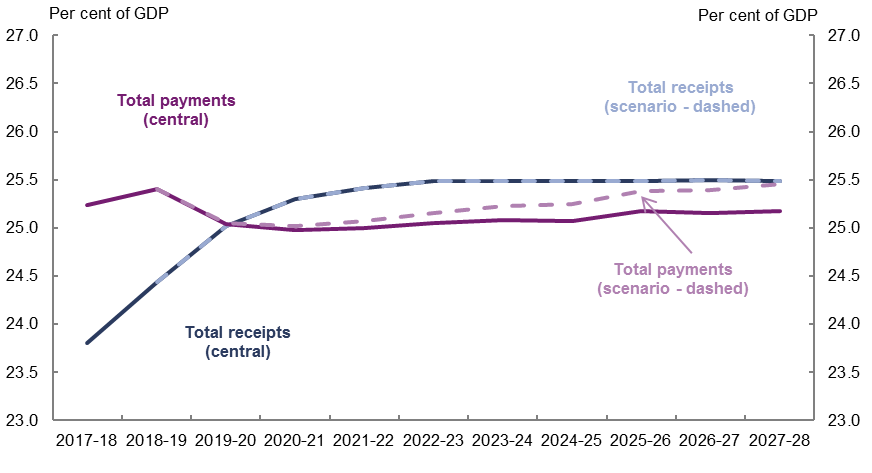 Per cent of GDP
Per cent of GDP
27.0
27.0
26.5
26.5
Total payments
(central)
Total receipts
(scenario - dashed)
26.0
26.0
25.5
25.5
25.0
25.0
Total payments
(scenario - dashed)
24.5
24.5
24.0
24.0
Total receipts
(central)
23.5
23.5
23.0
23.0
2017-18 2018-19 2019-20 2020-21 2021-22 2022-23 2023-24 2024-25 2025-26 2026-27 2027-28